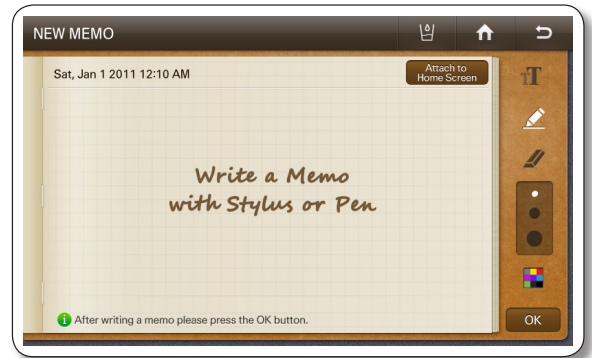 NEW MEMO
Sat, Jan 1 2011 12:10 AM
Attach to
Home Screen
TT
Write a Memo
with Stylus or Pen
After writing a memo please press the OK button.
OK